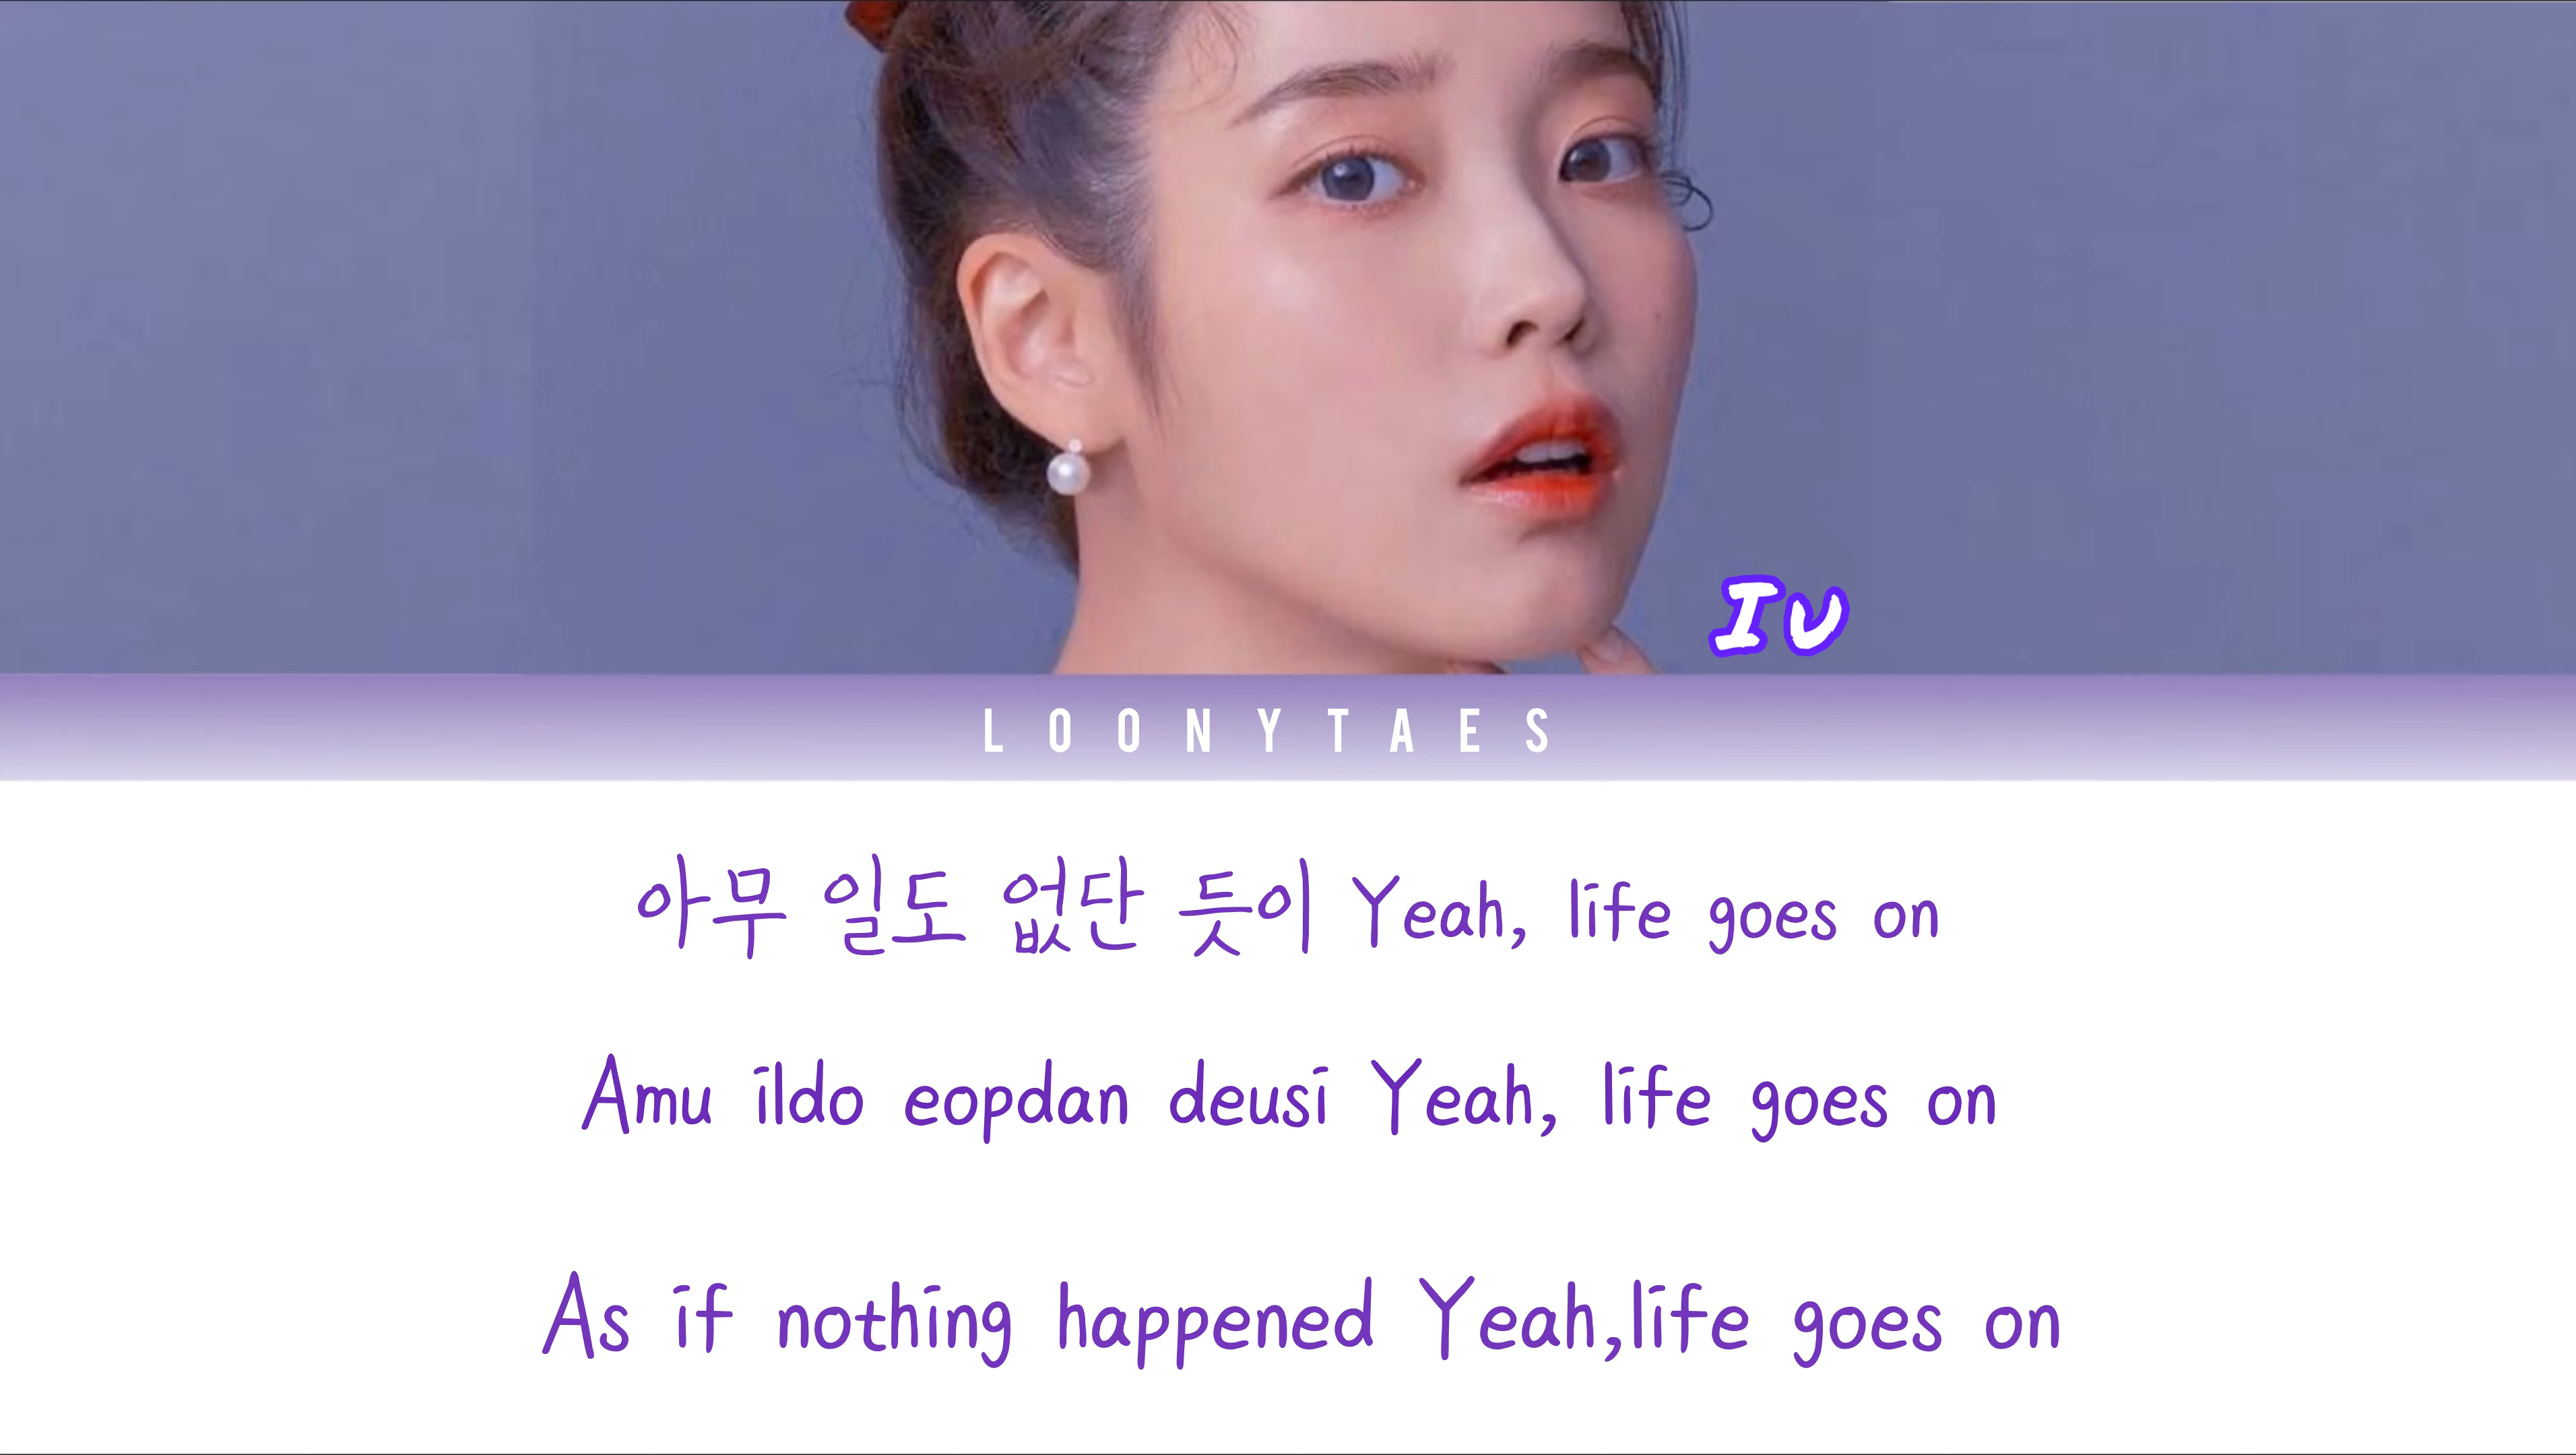 IU
LOONYTAES
아무 일도 없단 듯이 Yeah, life goes on
Amu ildo eopdan deusi Yeah, life goes on
As if nothing happened Yeah,life goes on